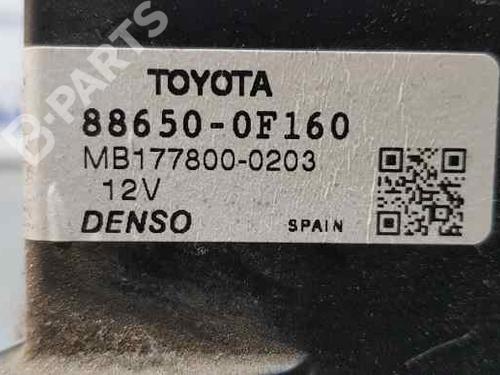 B-PARTS
TOYOTA
88650-0F160
MB177800-0203
12V
DENSO SPAIN